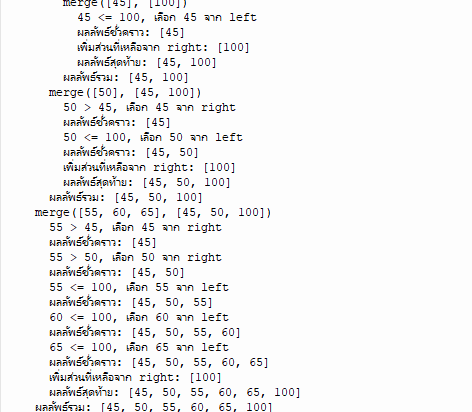 merge([45], [100])
45 <= 100, เลือก 45 จาก left
ผลลัพธ์ชั่วคราว: [45]
เพิ่มส่วนที่เหลือจาก right: [100]
ผลลัพธ์สุดท้าย: [45, 100]
ผลลัพธ์รวม: [45, 100]
merge([50], [45, 100])
50 > 45, เลือก 45 จาก right
ผลลัพธ์ชั่วคราว: [45]
50 <= 100, เลือก 50 จาก left
ผลลัพธ์ชั่วคราว: [45, 50]
เพิ่มส่วนที่เหลือจาก right: [100]
ผลลัพธ์สุดท้าย: [45, 50, 100]
ผลลัพธ์รวม: [45, 50, 100]
merge([55, 60, 65], [45, 50, 100])
55 > 45, เลือก 45 จาก right
ผลลัพธ์ชั่วคราว: [45]
55 > 50, เลือก 50 จาก right
ผลลัพธ์ชั่วคราว: [45, 50]
55 <= 100, เลือก 55 จาก left
ผลลัพธ์ชั่วคราว: [45, 50, 55]
60 <= 100, เลือก 60 จาก left
ผลลัพธ์ชั่วคราว: [45, 50, 55, 60]
65 <= 100, เลือก 65 จาก left
ผลลัพธ์ชั่วคราว: [45, 50, 55, 60, 65]
เพิ่มส่วนที่เหลือจาก right: [100]
ผลลัพธ์สุดท้าย: [45, 50, 55, 60, 65, 100]
ผลลัพธ์รวม: [45, 50, 55, 60, 65, 100]